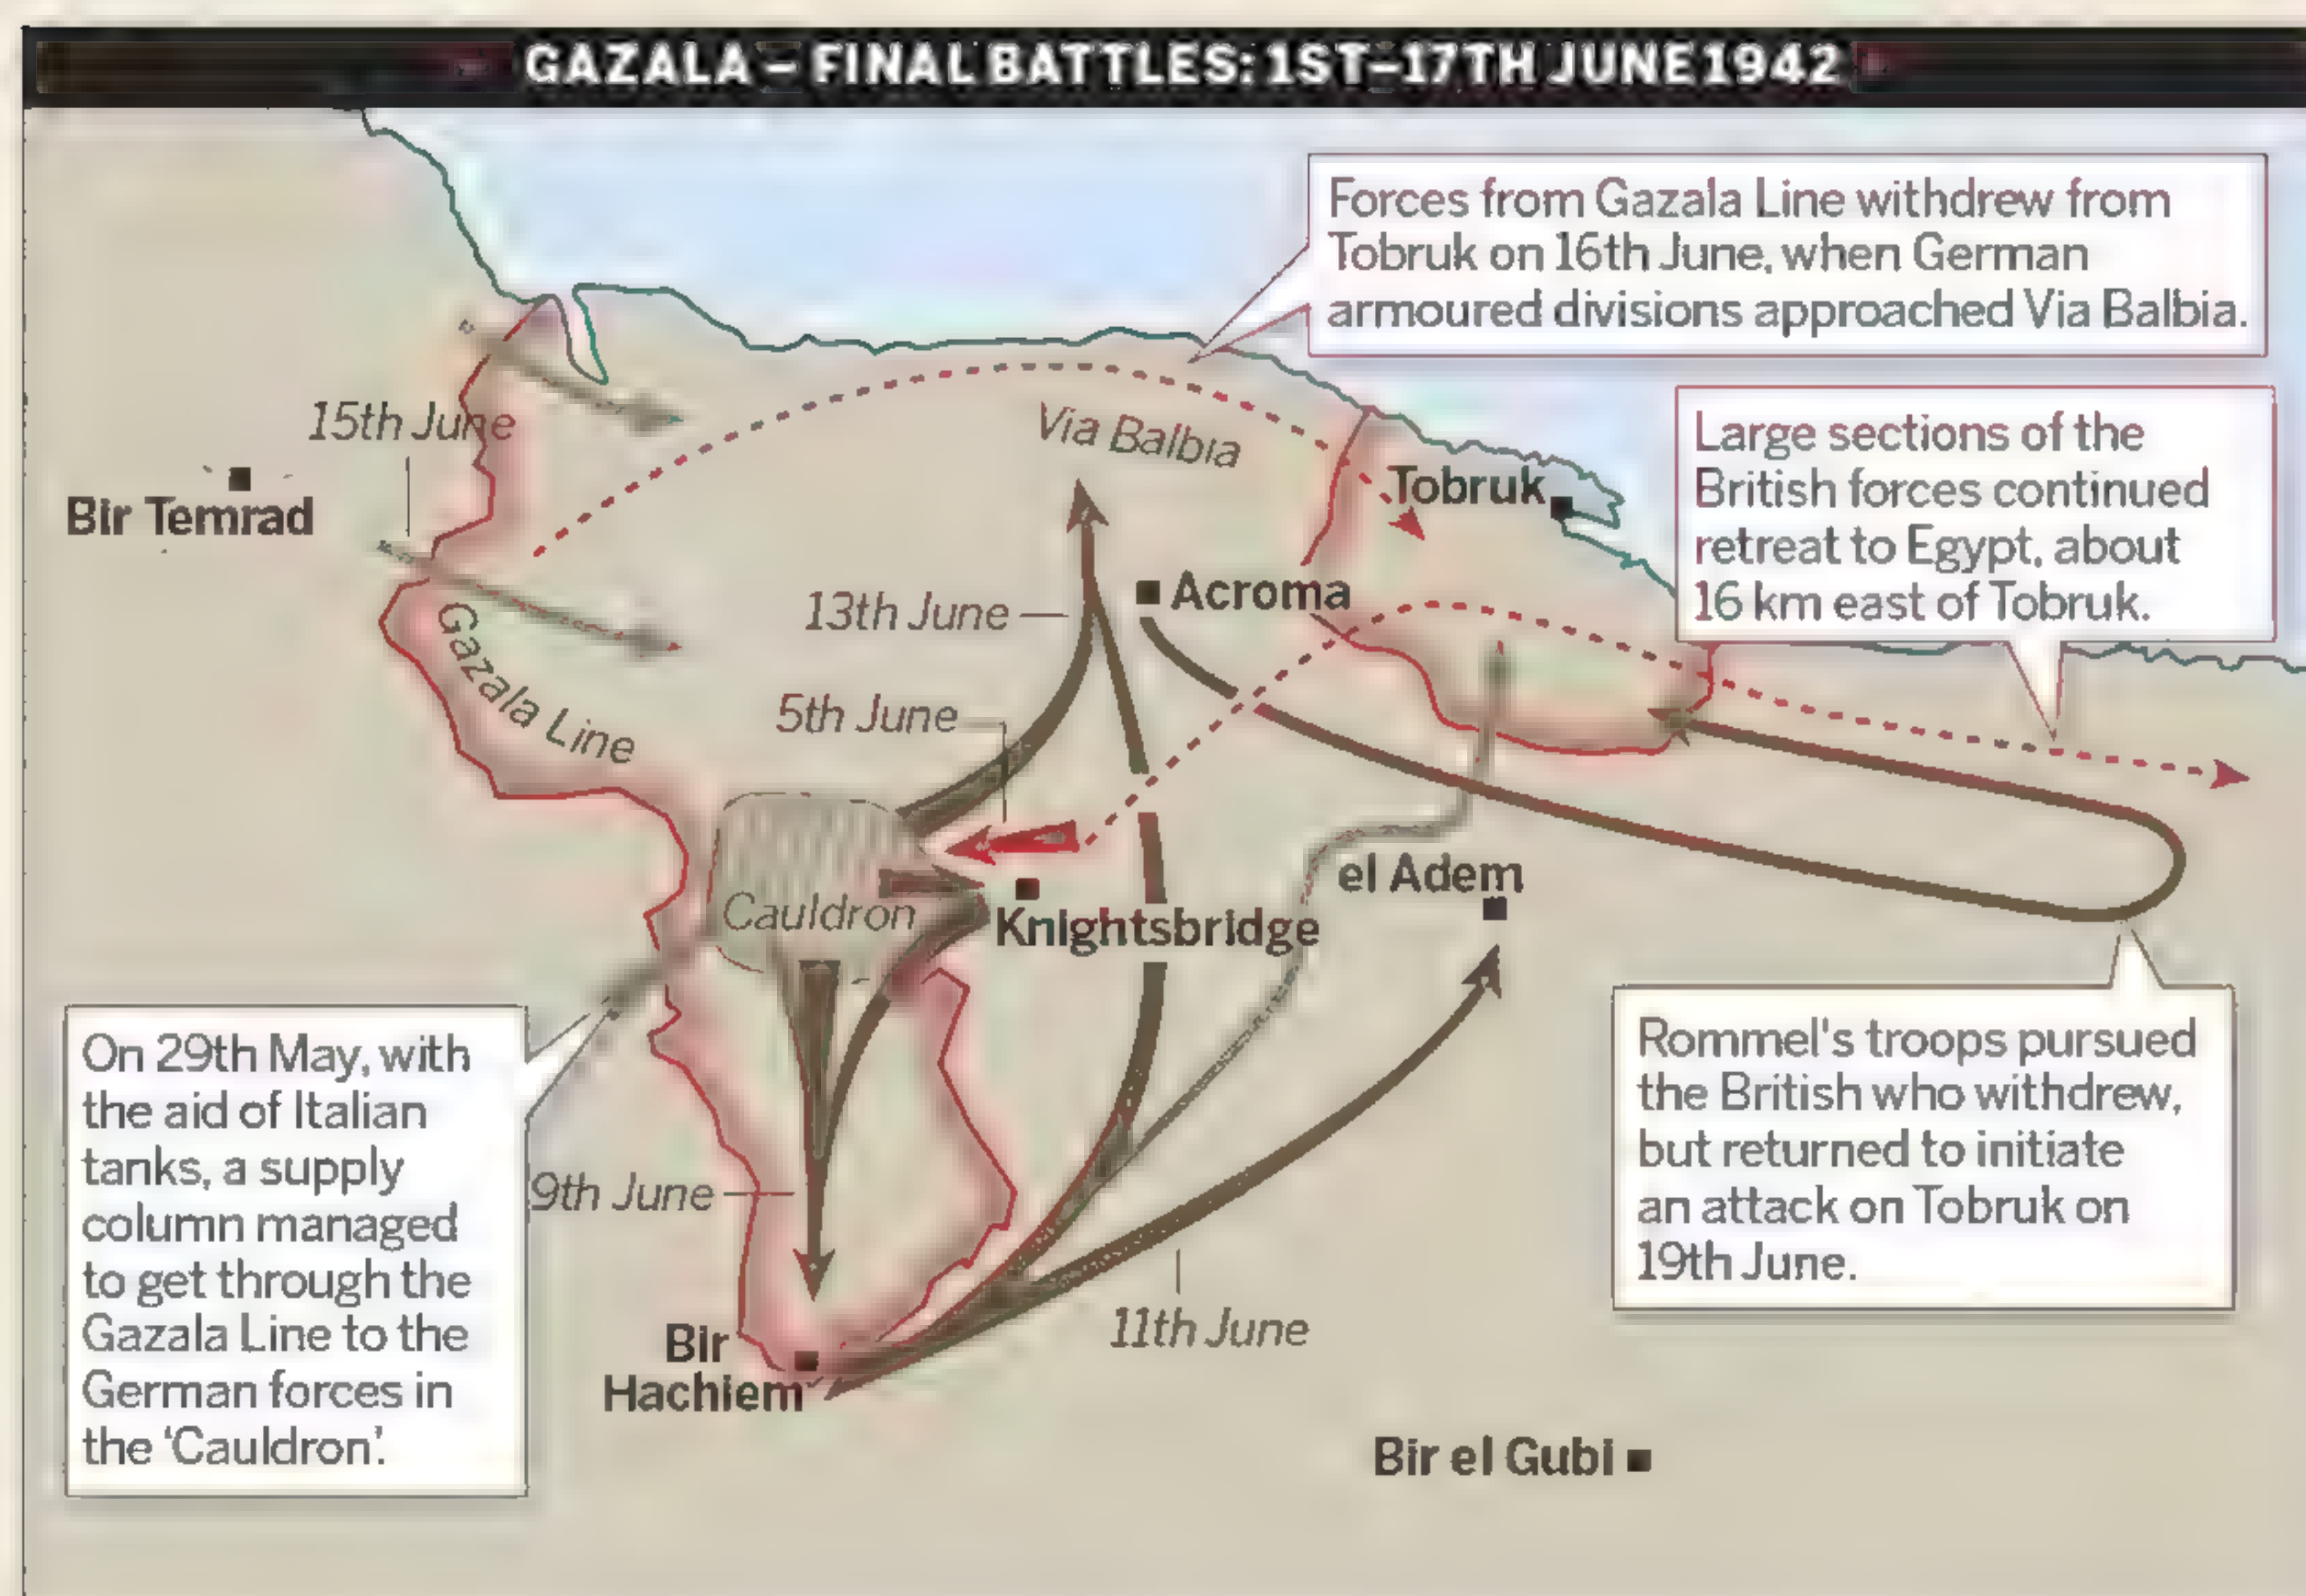 GAZALA – FINAL BATTLES: 1ST–17TH JUNE 1942
Forces from Gazala Line withdrew from
Tobruk on 16th June, when German
armoured divisions approached Via Balbia.
Large sections of the
British forces continued
retreat to Egypt, about
16 km east of Tobruk.
15th June
Via Balbia
Bir Temrad
Tobruk
13th June
Acroma
Gazala Line
5th June
el Adem
Cauldron
Knightsbridge
On 29th May, with
the aid of Italian
tanks, a supply
column managed
to get through the
Gazala Line to the
German forces in
the ‘Cauldron’.
Rommel's troops pursued
the British who withdrew,
but returned to initiate
an attack on Tobruk on
19th June.
9th June
11th June
Bir
Hachiem
Bir el Gubi